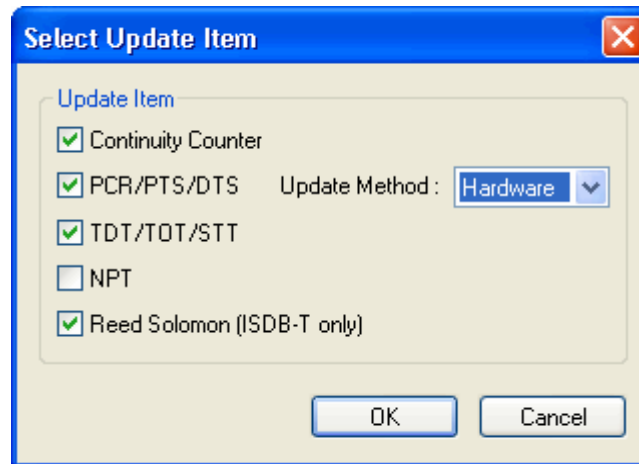 Select Update Item
Update Item
Continuity Counter
PCR/PTS/DTS Update Method : Hardware
TDT/TOT/STT
NPT
Reed Solomon (ISDB-T only)
OK Cancel